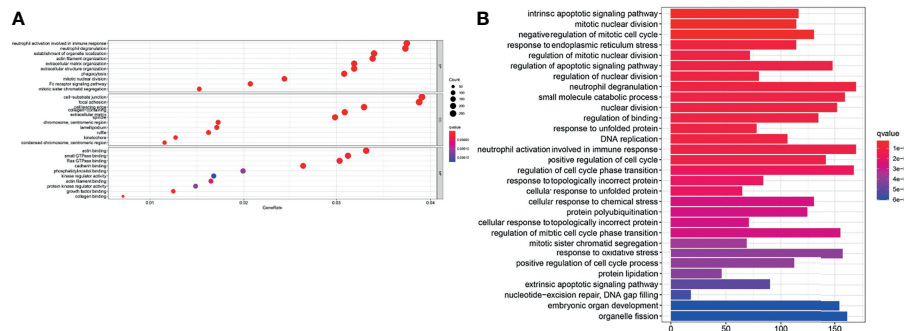 A
neutrophil activation involved in immune response
neutrophil degranulation
establishment of organelle localization
actin filament organization
extracellular matrix organization
extracellular structure organization
phagocytosis
mitotic nuclear division
Fc receptor signaling pathway
mitotic sister chromatid segregation
cell-substrate junction
focal adhesion
cell leading edge
collagen-containing
extracellular matrix
spindle
chromosome, centromeric region
lamellipodium
ruffle
kinetochore
condensed chromosome, centromeric region
actin binding
small GTPase binding
Ras GTPase binding
cadherin binding
phosphatidylinositol binding
kinase regulator activity
actin filament binding
protein kinase regulator activity
growth factor binding
collagen binding
0.01
0.02
0.03
0.04
GeneRatio
Count
qvalue
B
intrinsic apoptotic signaling pathway
mitotic nuclear division
negative regulation of mitotic cell cycle
response to endoplasmic reticulum stress
regulation of mitotic nuclear division
regulation of apoptotic signaling pathway
regulation of nuclear division
neutrophil degranulation
small molecule catabolic process
nuclear division
regulation of binding
response to unfolded protein
DNA replication
neutrophil activation involved in immune response
positive regulation of cell cycle
regulation of cell cycle phase transition
response to topologically incorrect protein
cellular response to unfolded protein
cellular response to chemical stress
protein polyubiquitination
cellular response to topologically incorrect protein
regulation of mitotic cell cycle phase transition
mitotic sister chromatid segregation
response to oxidative stress
positive regulation of cell cycle process
protein lipidation
extrinsic apoptotic signaling pathway
nucleotide-excision repair, DNA gap filling
embryonic organ development
organelle fission
0
50
100
150
qvalue
1e-
2e-
3e-
4e-
5e-
6e-